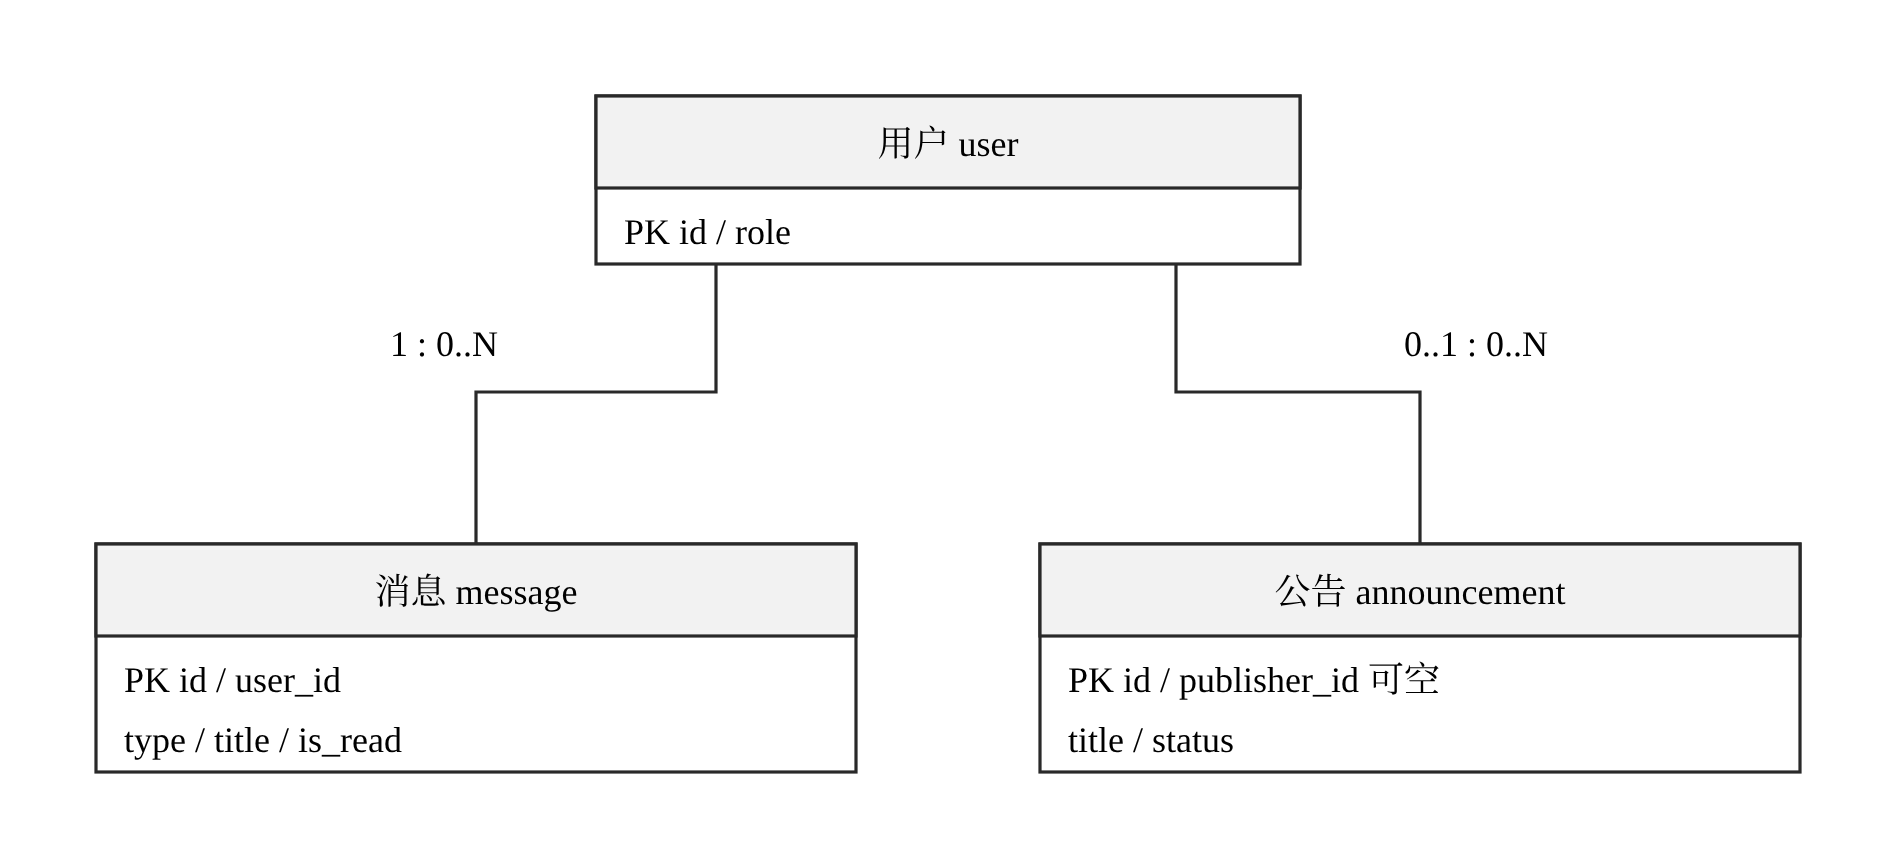 用户 user
PK id / role
1 : 0..N
0..1 : 0..N
消息 message
PK id / user_id
type / title / is_read
公告 announcement
PK id / publisher_id 可空
title / status